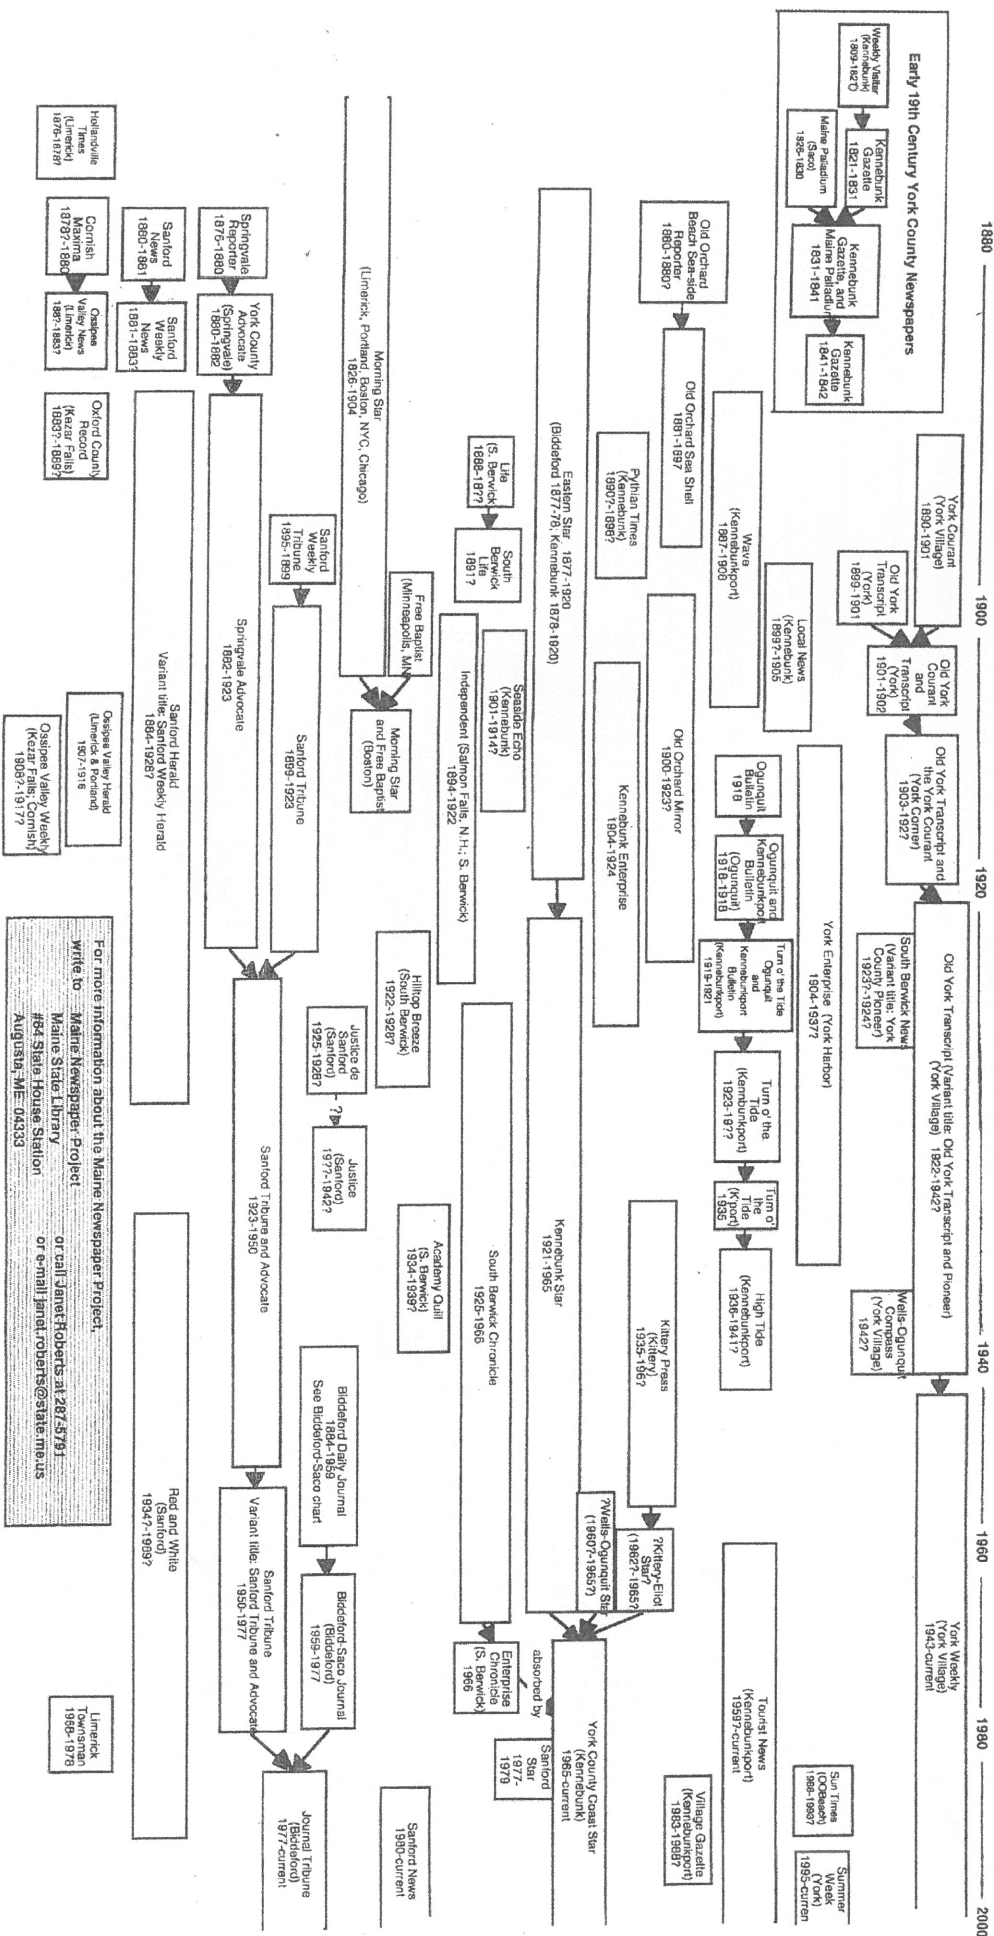 1880
1900
1920
1940
1960
1980
2000
Early 19th Century York County Newspapers
Weekly Visiter
(Kennebunk)
1809-1821)
Kennebunk
Gazette
1821-1831
Maine Palladium
(Saco)
1826-1830
Kennebunk
Gazette, and
Maine Palladium
1831-1841
Kennebunk
Gazette
1841-1842
York Courant
(York Village)
1890-1901
Old York
Transcript
(York)
1899-1901
Old York
Courant
and
Transcript
(York)
1901-1902
Old York Transcript and
the York Courant
(York Corner)
1903-192?
Old York Transcript (Variant title: Old York Transcript and Pioneer)
(York Village) 1922-1942?
York Weekly
(York Village)
1943-current
South Berwick News
(Variant title: York
County Pioneer)
1923?-1924?
Wells-Ogunquit
Compass
(York Village)
1942?
Summer
Week
(York)
1995-curren
Local News
(Kennebunk)
1899?-1905
York Enterprise (York Harbor)
1904-1937?
Sun Times
(OOBeach)
1988-1993?
Wave
(Kennebunkport)
1887-1908
Ogunquit
Bulletin
1918
Ogunquit and
Kennebunkport
Bulletin
(Ogunquit)
1918-1918
Turn o' the Tide
Ogunquit
and
Kennebunkport
Bulletin
(Kennebunkport)
1919-1921
Turn o' the
Tide
(Kennbunkport)
1923-19??
Turn o'
the
Tide
(K'port)
1935
High Tide
(Kennebunkport)
1936-1941?
Tourist News
(Kennebunkport)
1959?-current
Old Orchard
Beach Sea-side
Reporter
1880-1880?
Old Orchard Sea Shell
1881-1897
Old Orchard Mirror
1900-1923?
Kittery Press
(Kittery)
1935-196?
?Kittery-Eliot
Star?
(1962?-1965?
Village Gazette
(Kennebunkport)
1983-1988?
Pythian Times
(Kennebunk)
1890?-1896?
Kennebunk Enterprise
1904-1924
?Wells-Ogunquit Star
(1960?-1965?)
Eastern Star 1877-1920
(Biddeford 1877-78; Kennebunk 1878-1920)
Kennebunk Star
1921-1965
York County Coast Star
(Kennebunk)
1965-current
absorbed by
Sanford
Star
1977-
1979
Life
(S. Berwick)
1888-18??
South
Berwick
Life
1891?
Seaside Echo
(Kennebunk)
1901-1914?
South Berwick Chronicle
1925-1966
Enterprise
Chronicle
(S. Berwick)
1966
Independent (Salmon Falls, N.H.; S. Berwick)
1894-1922
Hilltop Breeze
(South Berwick)
1922-1928?
Academy Quill
(S. Berwick)
1934-1939?
Sanford News
1980-current
Morning Star
(Limerick, Portland, Boston, NYC, Chicago)
1826-1904
Free Baptist
(Minneapolis, MN
Morning Star
and Free Baptist
(Boston)
Justice de
Sanford
(Sanford)
1925-1926?
?
Justice
(Sanford)
19??-1942?
Biddeford Daily Journal
1884-1959
See Biddeford-Saco chart
Biddeford-Saco Journal
(Biddeford)
1959-1977
Journal Tribune
(Biddeford)
1977-current
Sanford
Weekly
Tribune
1895-1899
Sanford Tribune
1899-1923
Springvale
Reporter
1876-1880
York County
Advocate
(Springvale)
1880-1882
Springvale Advocate
1882-1923
Sanford Tribune and Advocate
1923-1950
Sanford Tribune
Variant title: Sanford Tribune and Advocate
1950-1977
Sanford
News
1880-1881
Sanford
Weekly
News
1881-1883?
Sanford Herald
Variant title: Sanford Weekly Herald
1884-1928?
Red and White
(Sanford)
1934?-1989?
Hollandville
Times
(Limerick)
1876-1878?
Cornish
Maxima
1878?-1880
Ossipee
Valley News
(Limerick)
188?-1883?
Oxford County
Record
(Kezar Falls)
1883?-1889?
Ossipee Valley Herald
(Limerick & Portland)
1907-1916
Ossipee Valley Weekly
(Kezar Falls; Cornish)
1908?-1917?
Limerick
Townsman
1968-1978
For more information about the Maine Newspaper Project,
write to Maine Newspaper Project
Maine State Library
#64 State House Station
Augusta, ME 04333
or call Janet Roberts at 287-5791
or e-mail janet.roberts@state.me.us